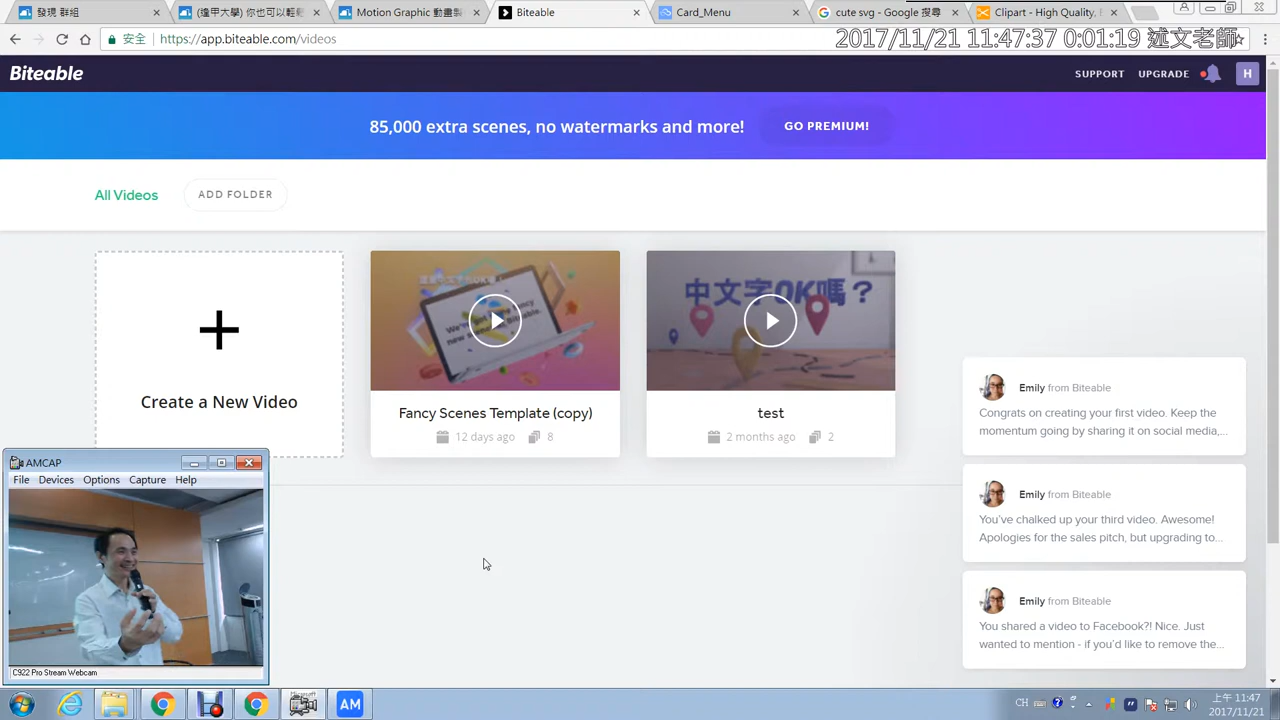 發現 群組
(逢甲大學) 你也可以輕鬆
Motion Graphic 動畫製
Biteable
Card_Menu
cute svg - Google 搜尋
Clipart - High Quality, E
安全
https://app.biteable.com/videos
2017/11/21 11:47:37 0:01:19 述文老師
Biteable
SUPPORT
UPGRADE
H
85,000 extra scenes, no watermarks and more!
GO PREMIUM!
All Videos
ADD FOLDER
We're
Fancy
new
Biteable.
中文字OK嗎？
Create a New Video
Fancy Scenes Template (copy)
12 days ago
8
test
2 months ago
2
Emily from Biteable
Congrats on creating your first video. Keep the
momentum going by sharing it on social media,...
Emily from Biteable
You've chalked up your third video. Awesome!
Apologies for the sales pitch, but upgrading to...
Emily from Biteable
You shared a video to Facebook?! Nice. Just
wanted to mention - if you'd like to remove the...
AMCAP
File
Devices
Options
Capture
Help
C922 Pro Stream Webcam
AM
CH
上午 11:47
2017/11/21